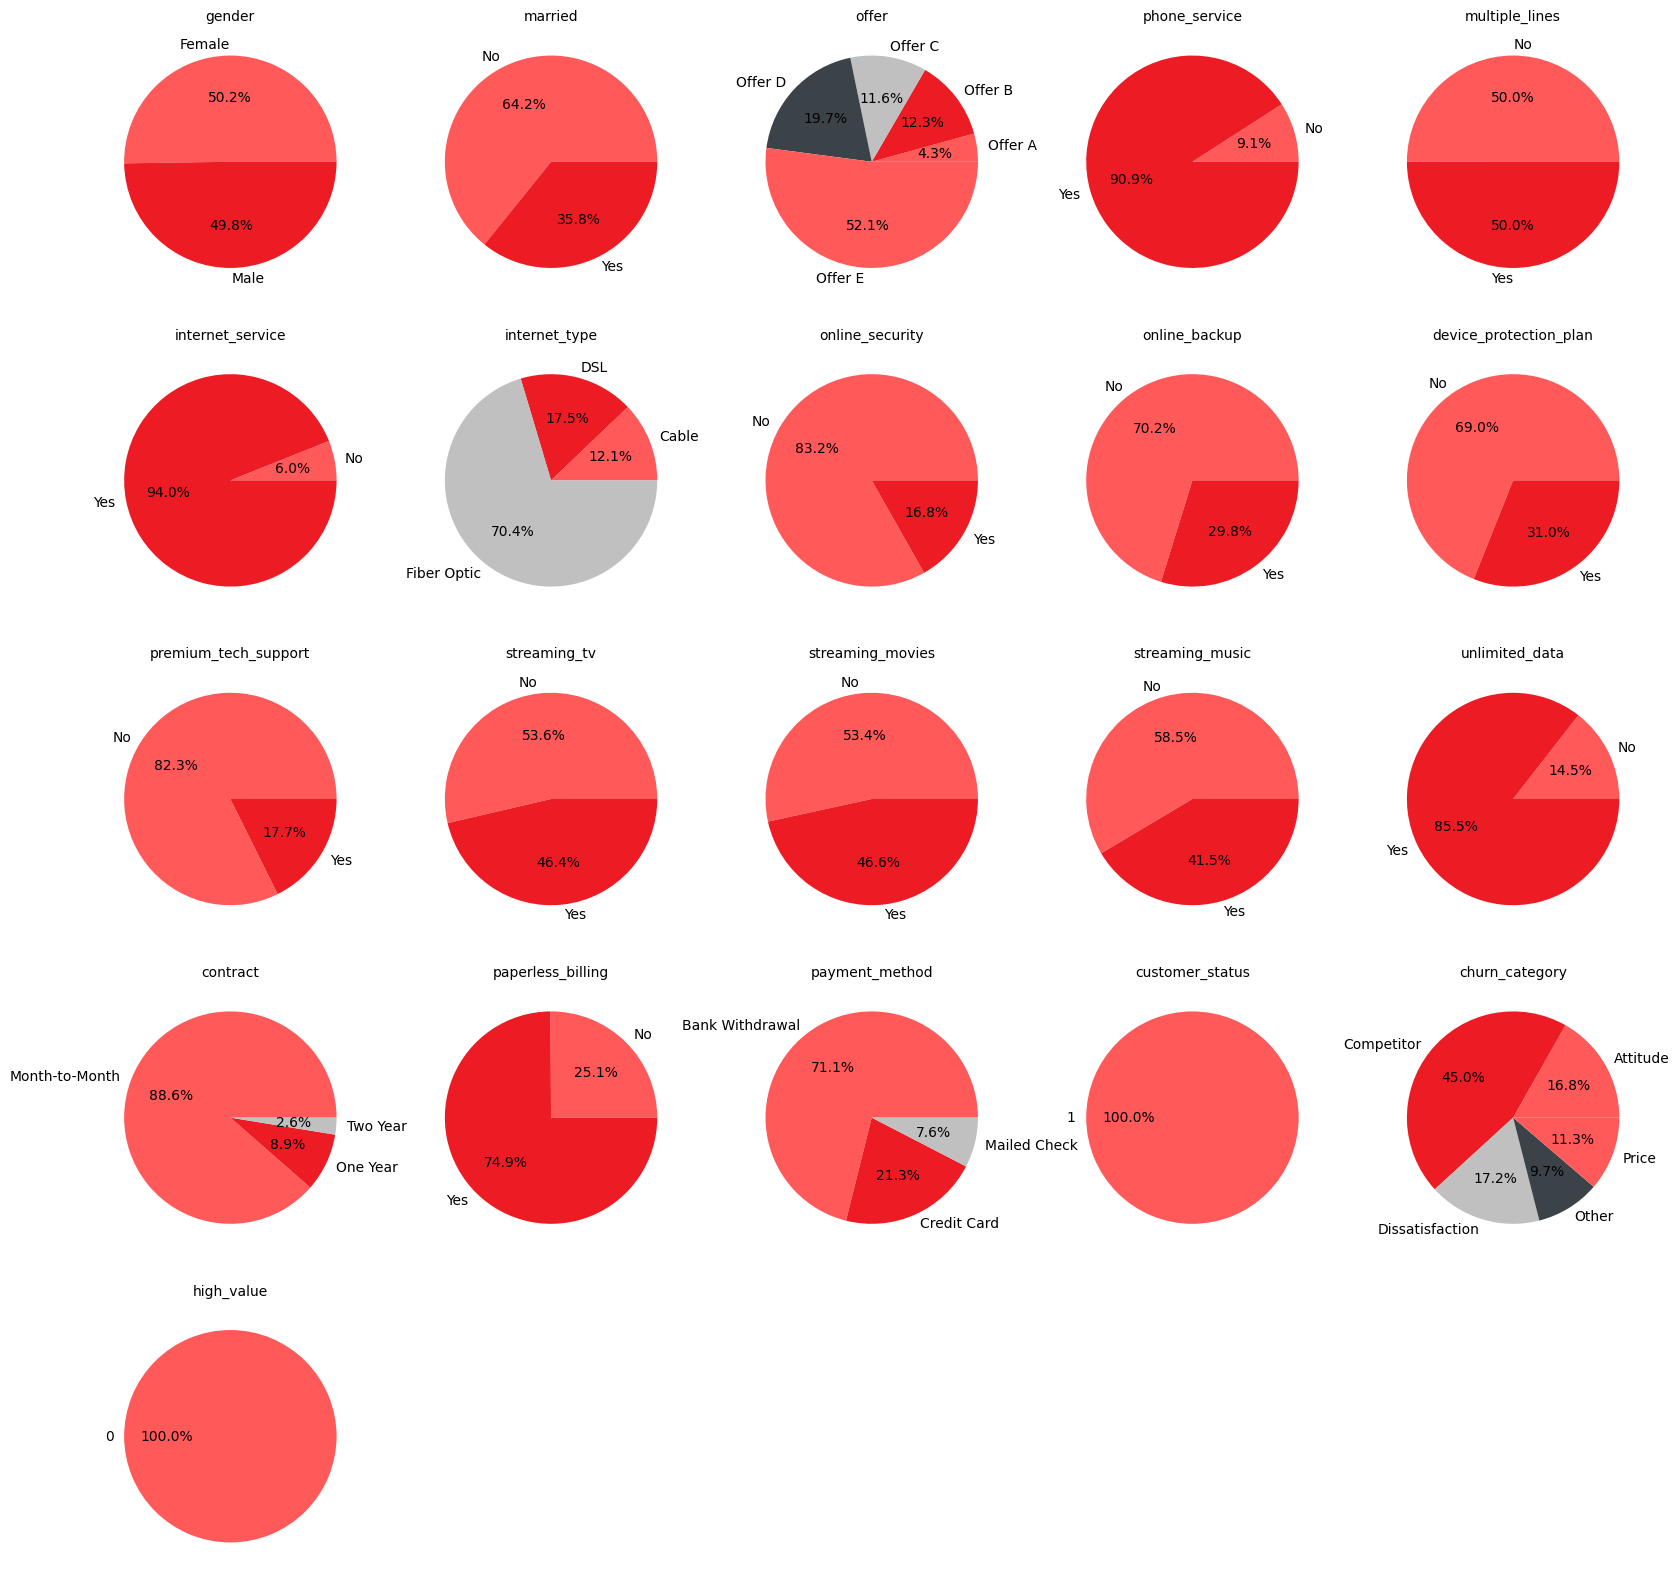 gender
Female
50.2%
49.8%
Male
married
No
64.2%
35.8%
Yes
offer
Offer C
Offer D
Offer B
11.6%
19.7%
12.3%
Offer A
4.3%
52.1%
Offer E
phone_service
No
9.1%
90.9%
Yes
multiple_lines
No
50.0%
50.0%
Yes
internet_service
No
6.0%
94.0%
Yes
internet_type
DSL
17.5%
Cable
12.1%
70.4%
Fiber Optic
online_security
No
83.2%
16.8%
Yes
online_backup
No
70.2%
29.8%
Yes
device_protection_plan
No
69.0%
31.0%
Yes
premium_tech_support
No
82.3%
17.7%
Yes
streaming_tv
No
53.6%
46.4%
Yes
streaming_movies
No
53.4%
46.6%
Yes
streaming_music
No
58.5%
41.5%
Yes
unlimited_data
No
14.5%
85.5%
Yes
contract
Month-to-Month
88.6%
2.6%
Two Year
8.9%
One Year
paperless_billing
No
25.1%
74.9%
Yes
payment_method
Bank Withdrawal
71.1%
7.6%
Mailed Check
21.3%
Credit Card
customer_status
1
100.0%
churn_category
Competitor
Attitude
45.0%
16.8%
11.3%
Price
9.7%
17.2%
Other
Dissatisfaction
high_value
0
100.0%